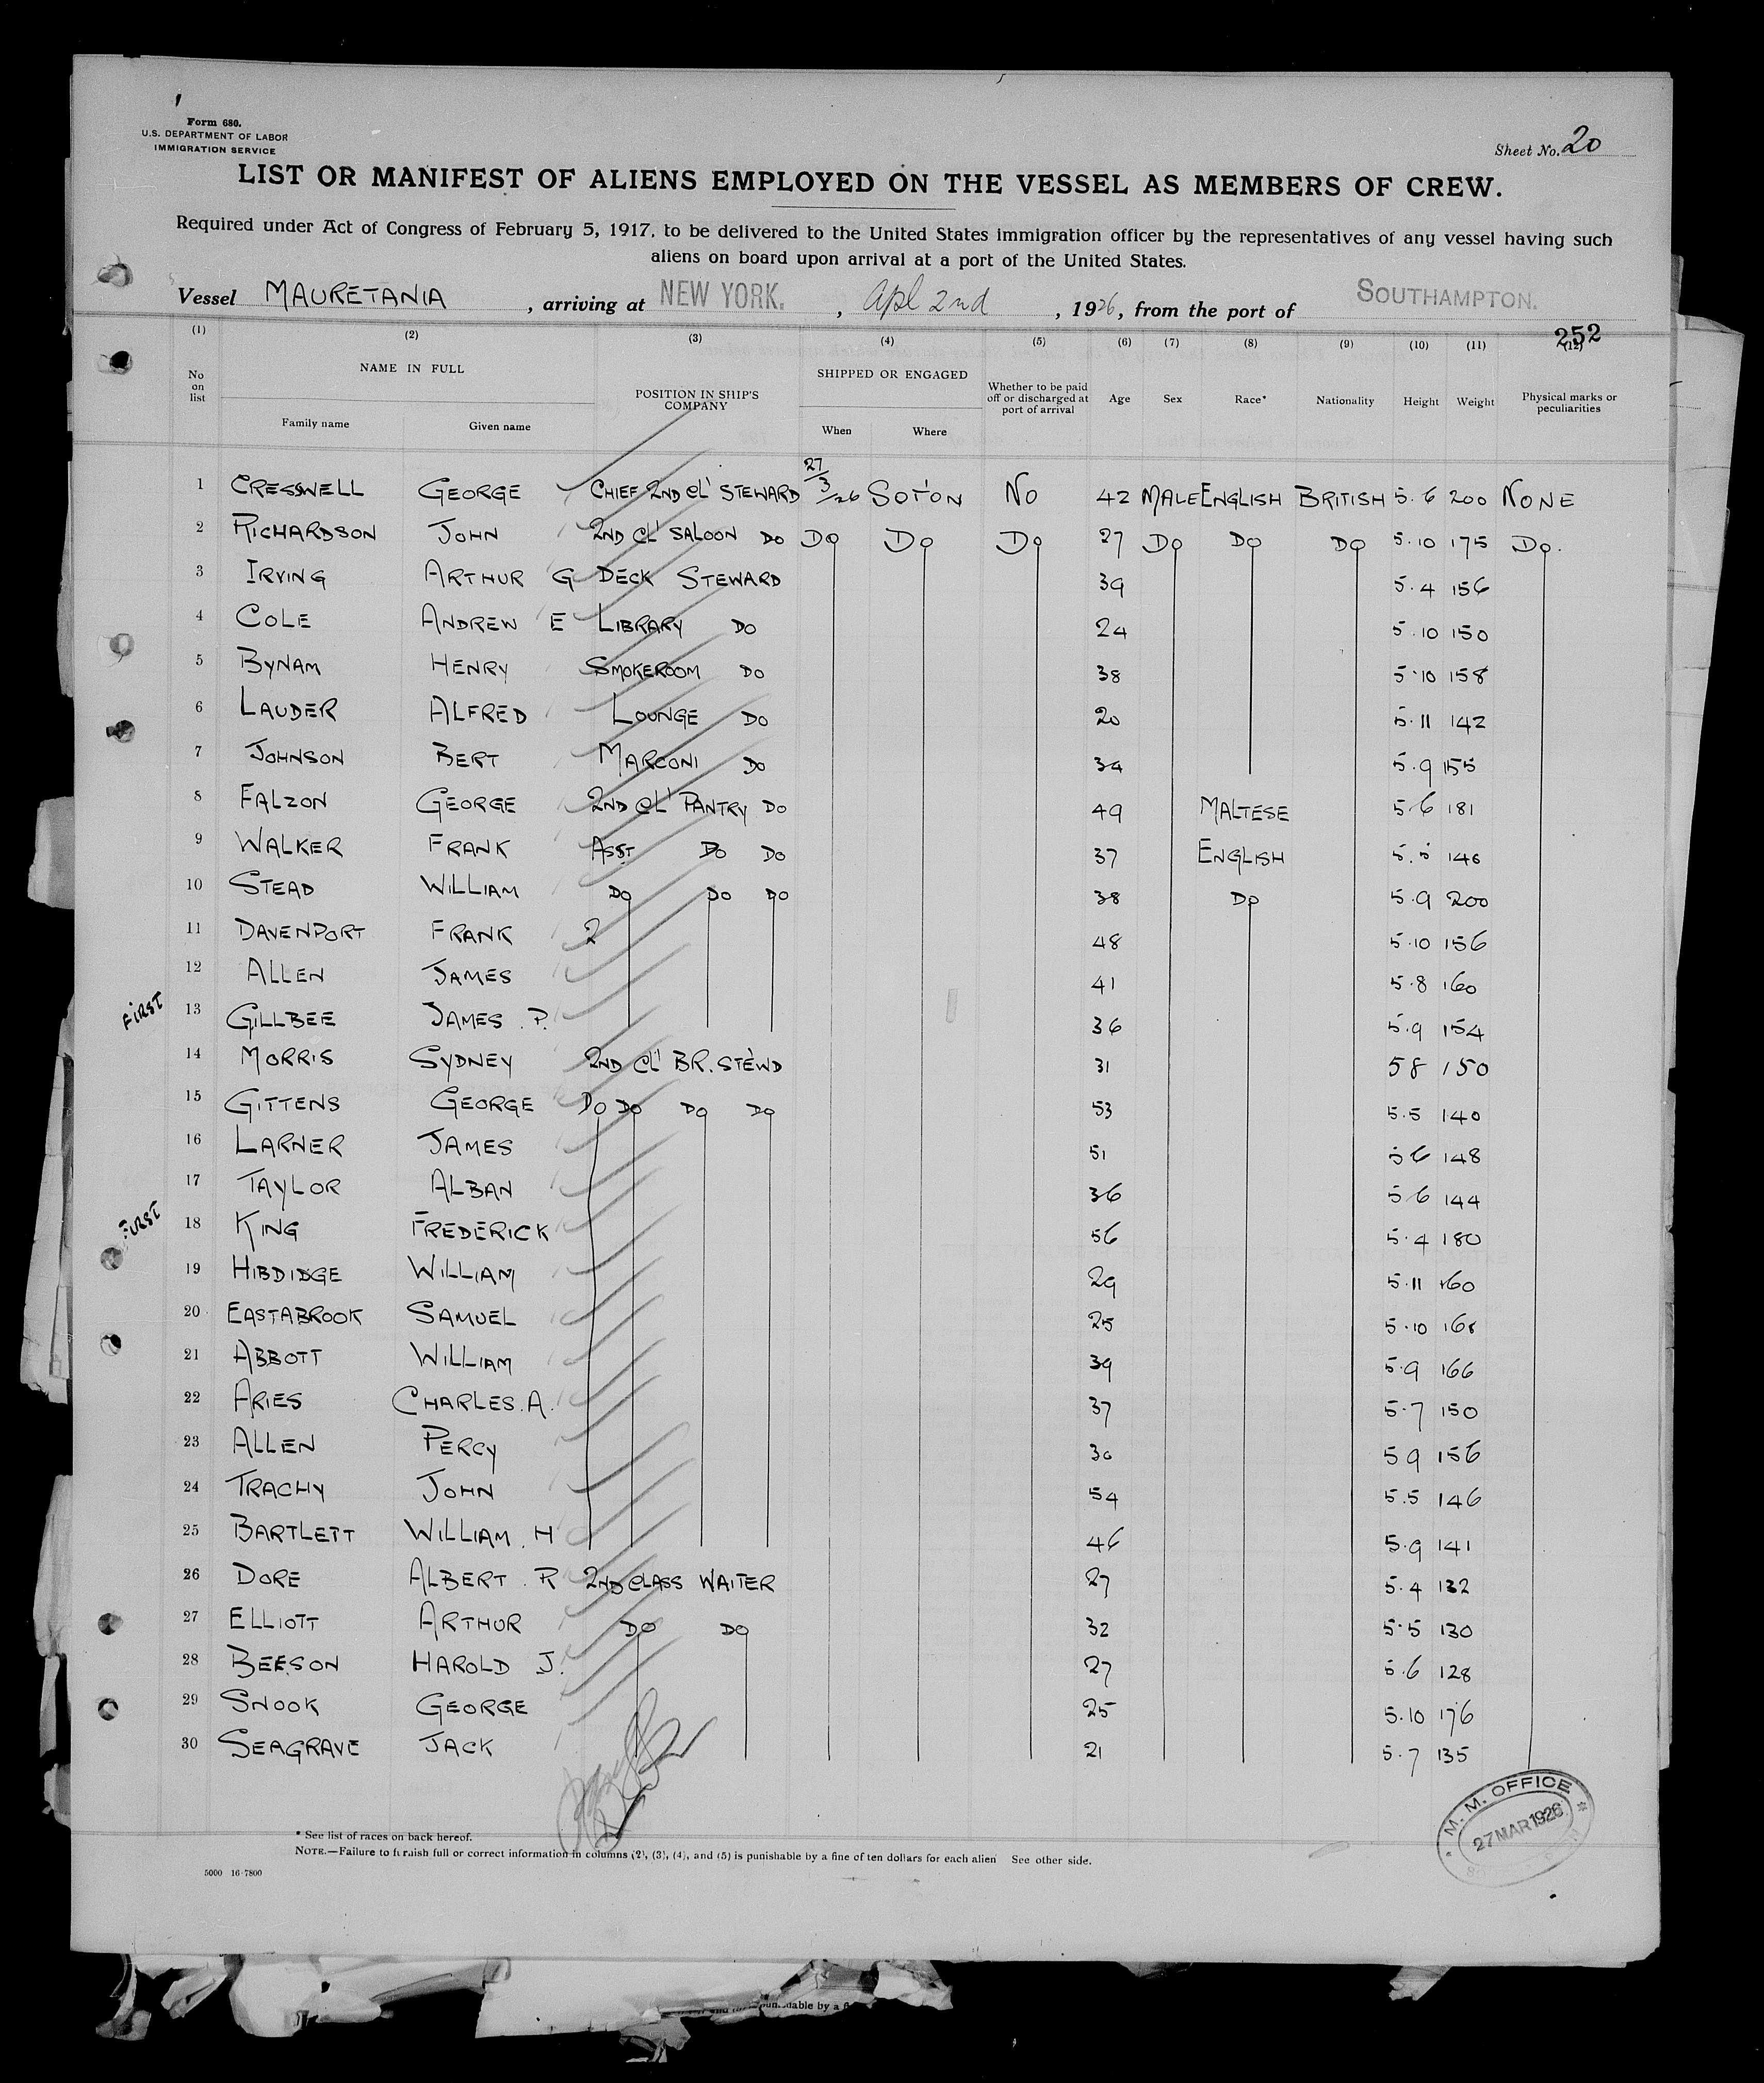 Form 680.
U.S. DEPARTMENT OF LABOR
IMMIGRATION SERVICE
Sheet No. 20
LIST OR MANIFEST OF ALIENS EMPLOYED ON THE VESSEL AS MEMBERS OF CREW.
Required under Act of Congress of February 5, 1917, to be delivered to the United States immigration officer by the representatives of any vessel having such
aliens on board upon arrival at a port of the United States.
Vessel MAURETANIA, arriving at NEW YORK., Apl 2nd, 1926, from the port of SOUTHAMPTON.
252
(1) (2) (3) (4) (5) (6) (7) (8) (9) (10) (11) (12)
No on list NAME IN FULL POSITION IN SHIP'S COMPANY SHIPPED OR ENGAGED Whether to be paid off or discharged at port of arrival Age Sex Race* Nationality Height Weight Physical marks or peculiarities
Family name Given name When Where
1 CRESSWELL GEORGE CHIEF 2ND CL' STEWARD 27/3/26 SOT'ON NO 42 MALE ENGLISH BRITISH 5.6 200 NONE
2 RICHARDSON JOHN 2ND CL' SALOON DO DO DO DO 27 DO DO DO 5.10 175 DO.
3 IRVING ARTHUR G DECK STEWARD 39 5.4 156
4 COLE ANDREW E LIBRARY DO 24 5.10 150
5 BYNAM HENRY SMOKEROOM DO 38 5.10 158
6 LAUDER ALFRED LOUNGE DO 20 5.11 142
7 JOHNSON BERT MARCONI DO 34 5.9 155
8 FALZON GEORGE 2ND CL' PANTRY DO 49 MALTESE 5.6 181
9 WALKER FRANK ASST DO DO 37 ENGLISH 5.5 146
10 STEAD WILLIAM DO DO DO 38 DO 5.9 200
11 DAVENPORT FRANK 2 48 5.10 156
12 ALLEN JAMES 41 5.8 160
FIRST 13 GILLBEE JAMES. P. 36 5.9 154
14 MORRIS SYDNEY 2ND CL' BR. STE'WD 31 58 150
15 GITTENS GEORGE DO DO DO DO 53 5.5 140
16 LARNER JAMES 51 56 148
17 TAYLOR ALBAN 36 56 144
FIRST 18 KING FREDERICK 56 5.4 180
19 HIBDIDGE WILLIAM 29 5.11 160
20 EASTABROOK SAMUEL 25 5.10 168
21 ABBOTT WILLIAM 39 5.9 166
22 ARIES CHARLES. A. 37 5.7 150
23 ALLEN PERCY 30 59 156
24 TRACHY JOHN 54 5.5 146
25 BARTLETT WILLIAM. H 46 5.9 141
26 DORE ALBERT. R 2ND CLASS WAITER 27 5.4 132
27 ELLIOTT ARTHUR DO DO 32 5.5 130
28 BEESON HAROLD J. 27 5.6 128
29 SNOOK GEORGE 25 5.10 176
30 SEAGRAVE JACK 21 5.7 135
M. M. OFFICE
27 MAR 1926
* See list of races on back hereof.
NOTE.—Failure to furnish full or correct information in columns (2), (3), (4), and (5) is punishable by a fine of ten dollars for each alien See other side.
5000 16-7800